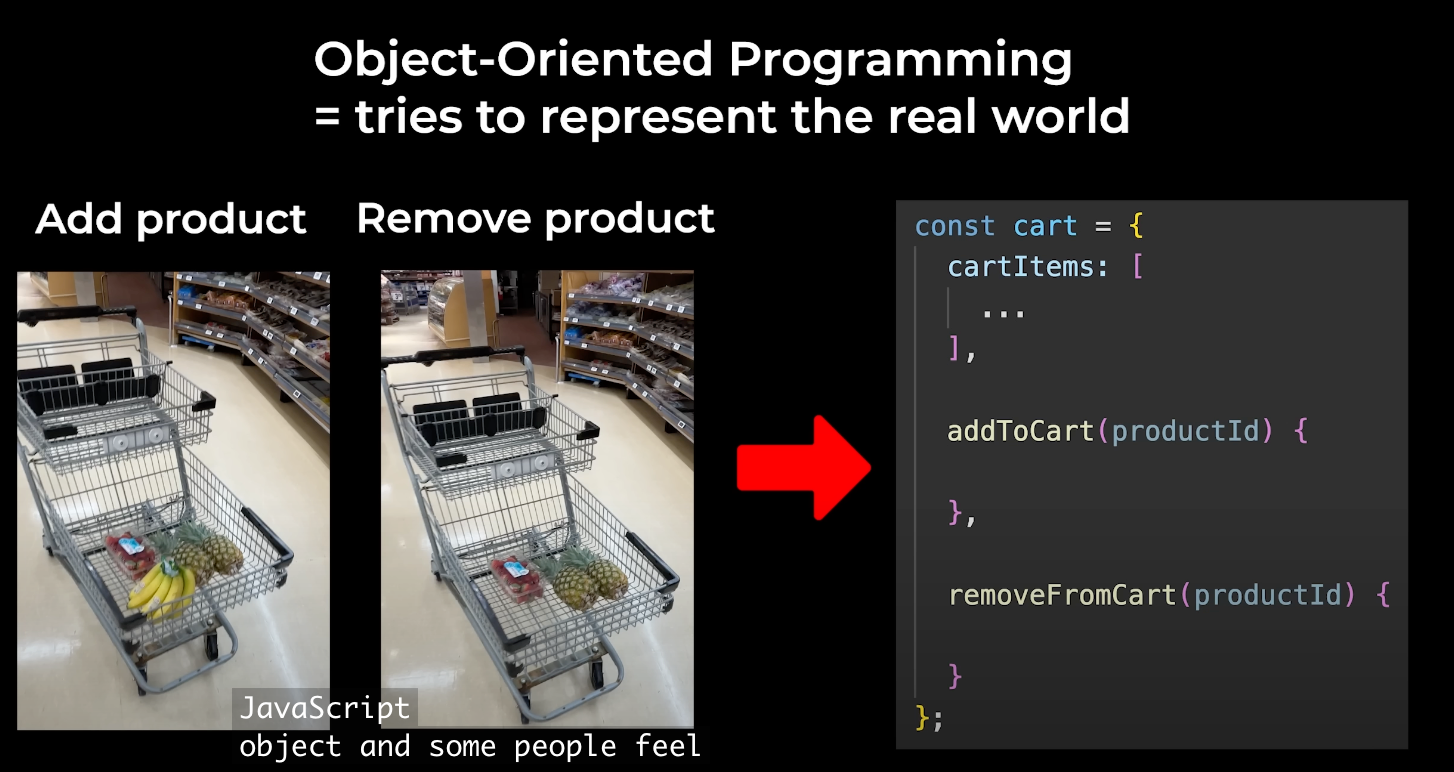 Object-Oriented Programming
= tries to represent the real world
Add product
Remove product
const cart = {
cartItems: [
...
],
addToCart(productId) {
},
removeFromCart(productId) {
}
};
JavaScript
object and some people feel